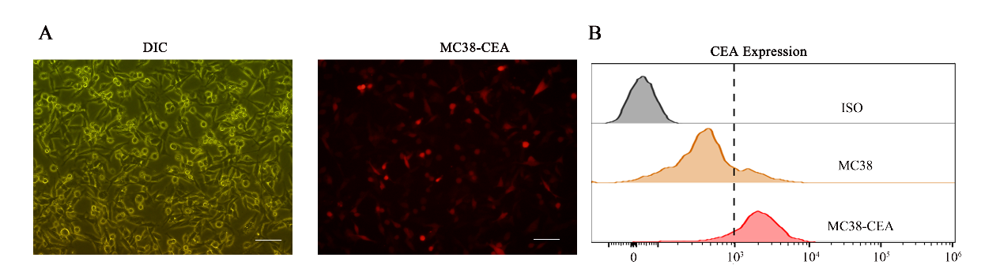 A
DIC
MC38-CEA
B
CEA Expression
ISO
MC38
MC38-CEA
0 10³ 10⁴ 10⁵ 10⁶